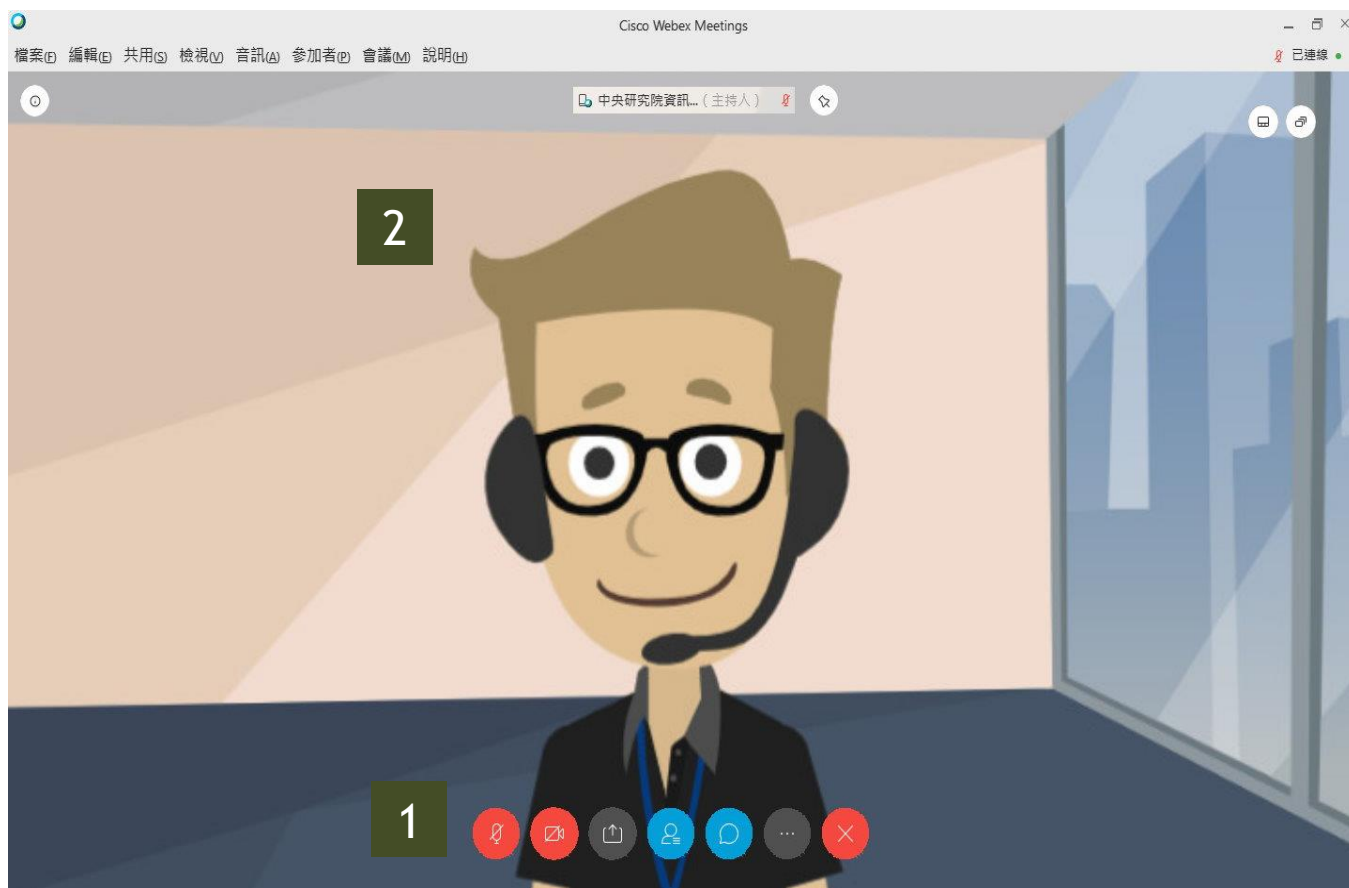 Cisco Webex Meetings
檔案(F) 編輯(E) 共用(S) 檢視(V) 音訊(A) 參加者(P) 會議(M) 說明(H)
已連線
中央研究院資訊... (主持人)
2
1